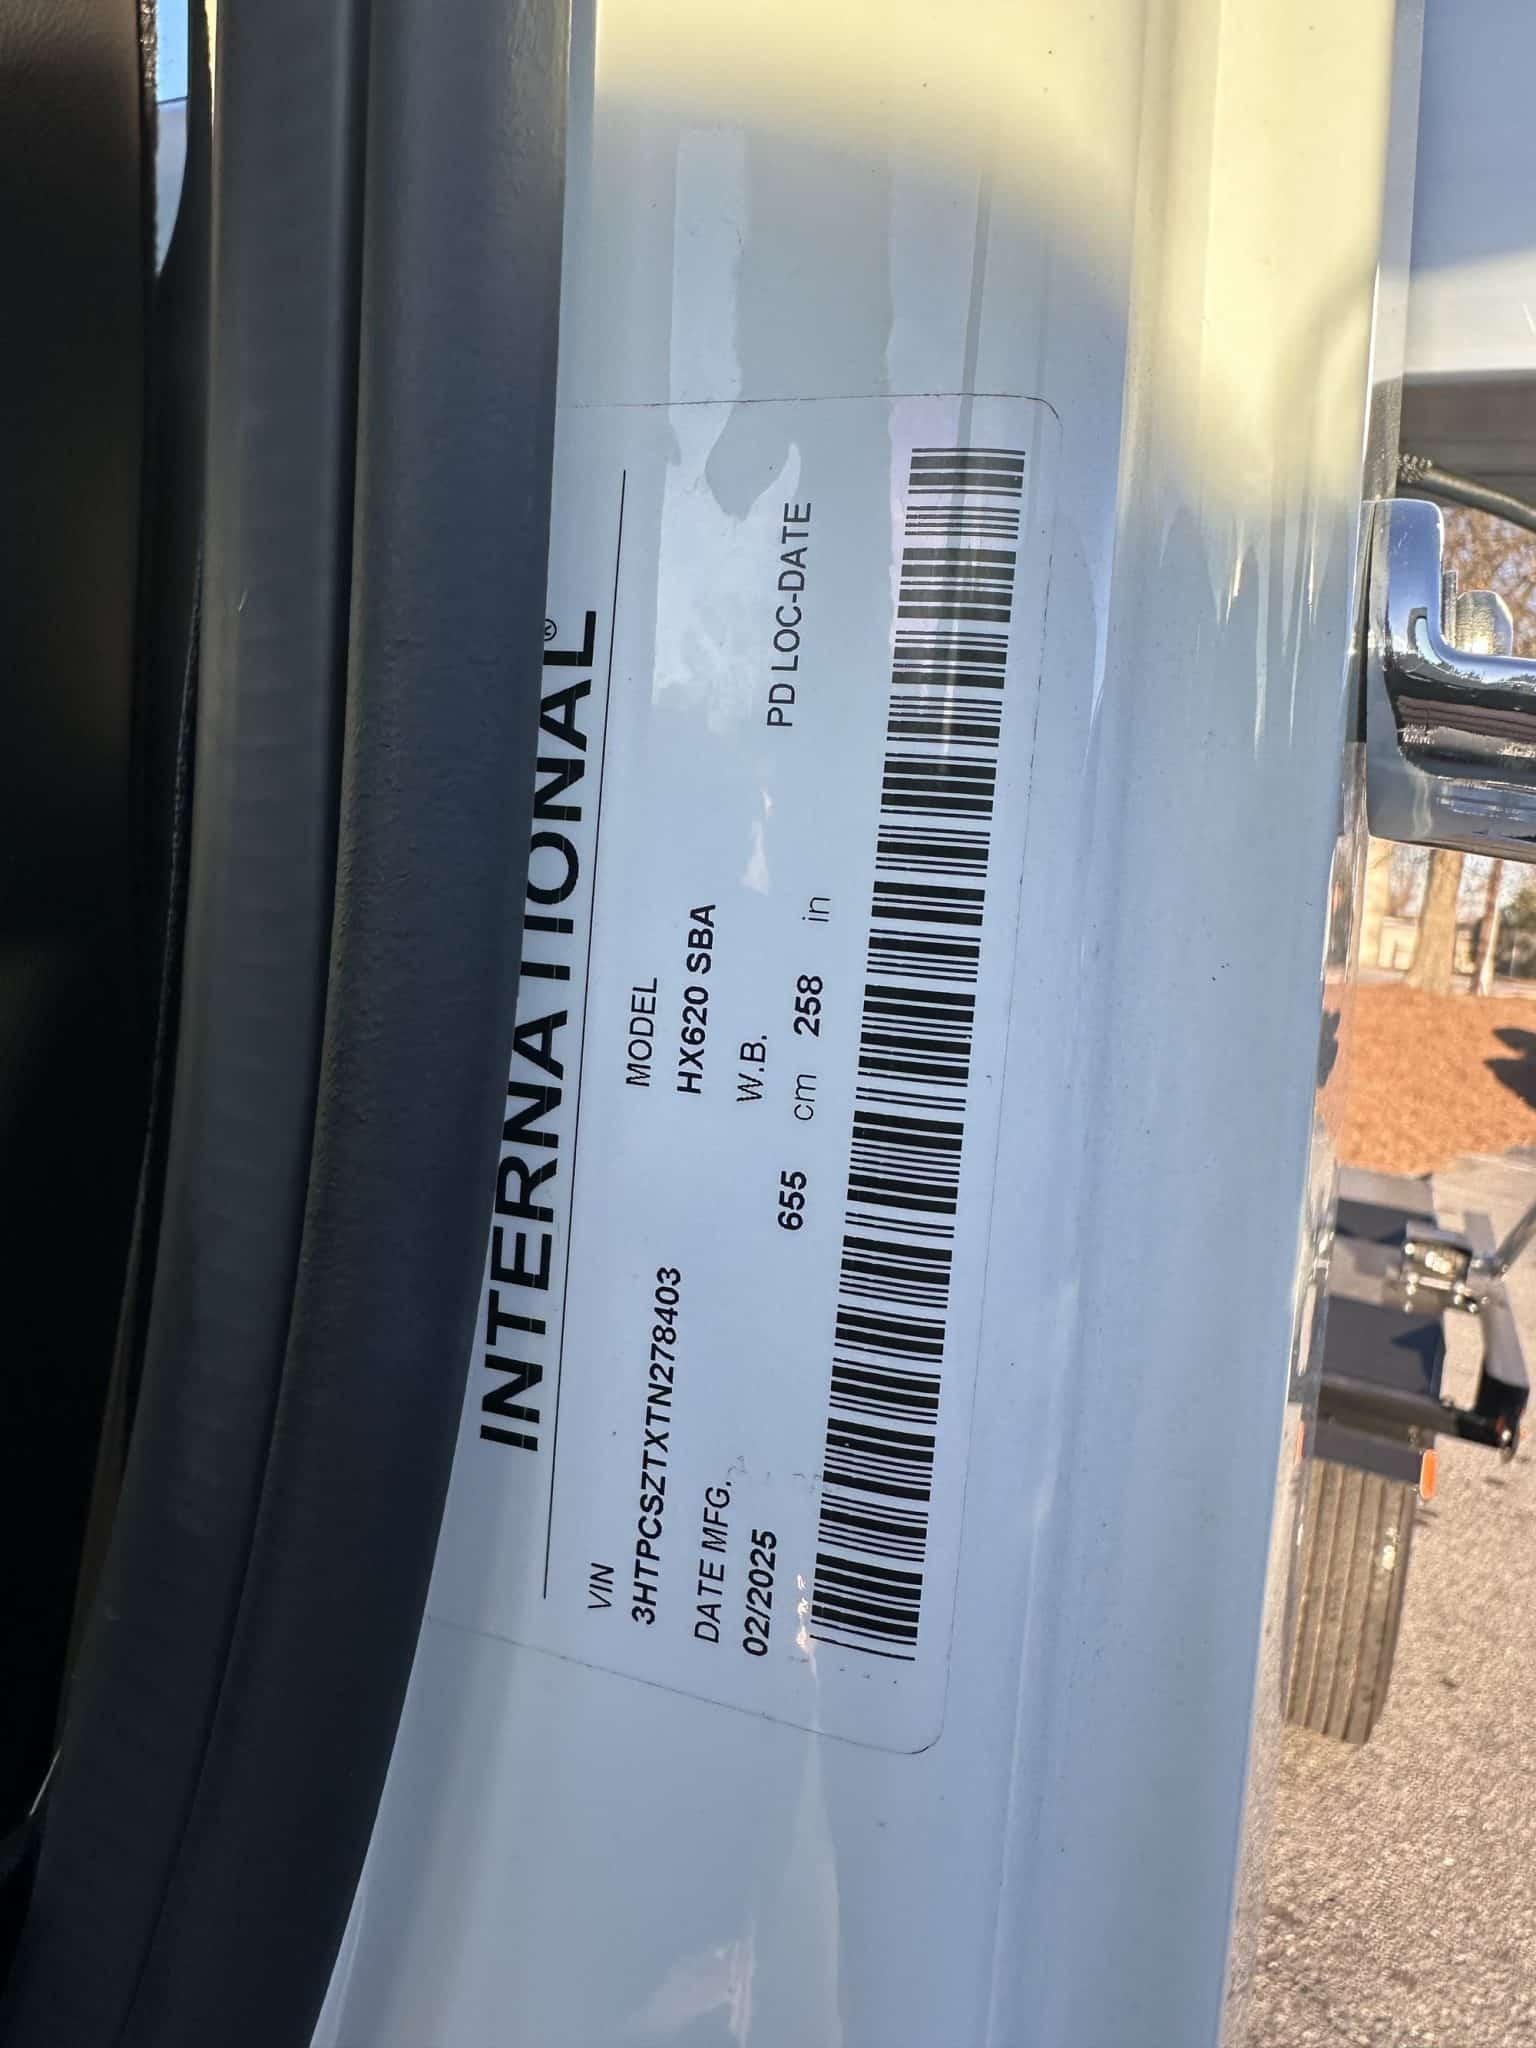 INTERNATIONAL®
VIN
3HTPCSZTXTN278403
MODEL
HX620 SBA
DATE MFG.
02/2025
W.B.
655 cm 258 in
PD LOC-DATE